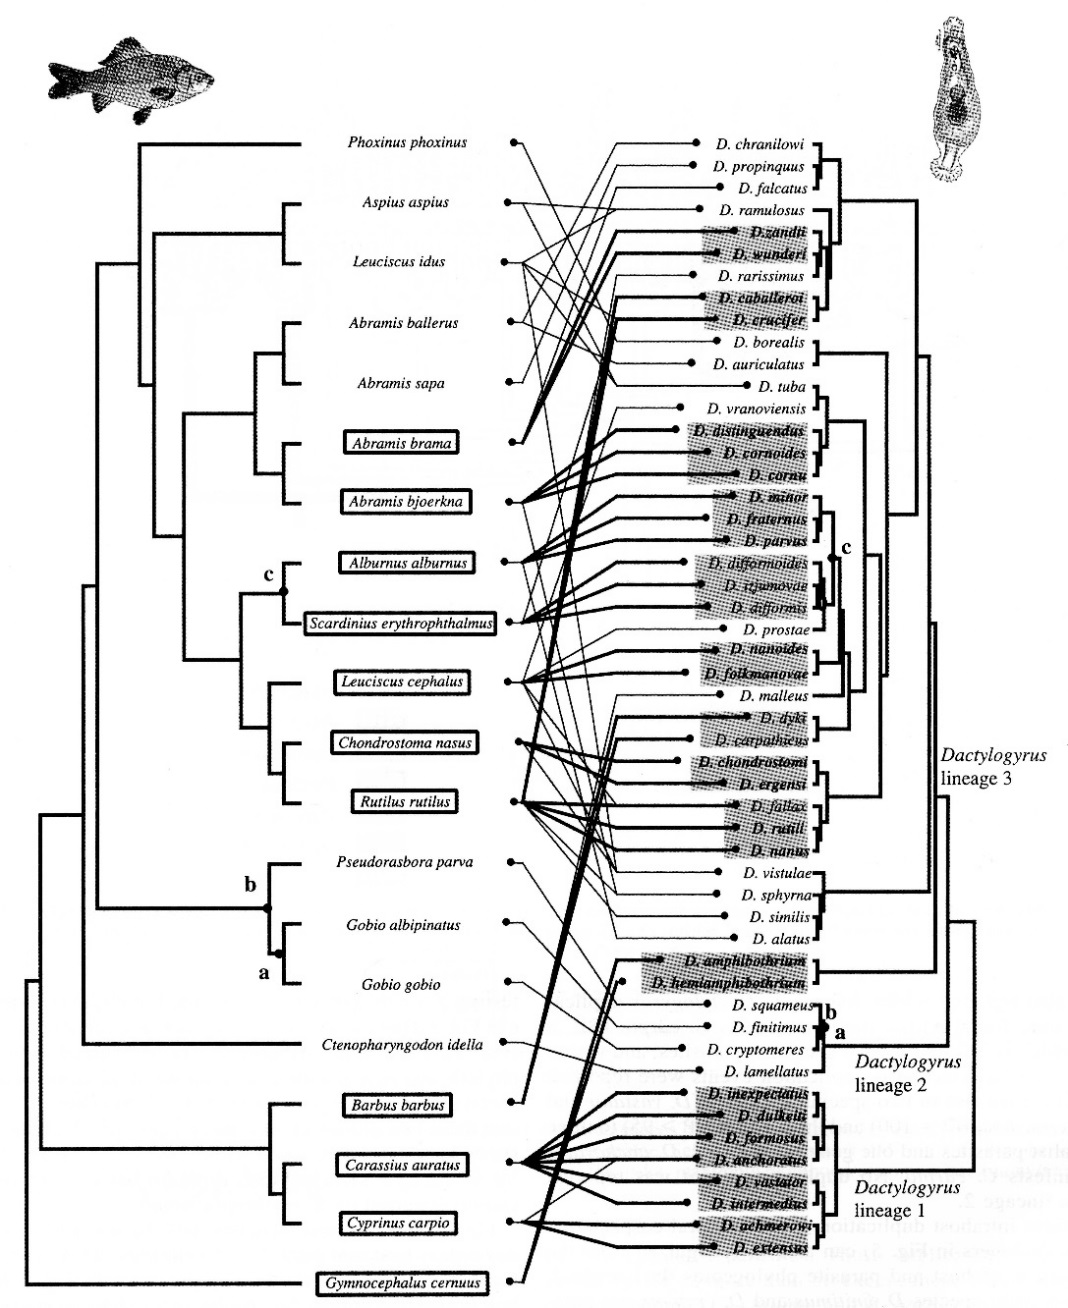 Phoxinus phoxinus
Aspius aspius
Leuciscus idus
Abramis ballerus
Abramis sapa
Abramis brama
Abramis bjoerkna
Alburnus alburnus
c
Scardinius erythrophthalmus
Leuciscus cephalus
Chondrostoma nasus
Rutilus rutilus
Pseudorasbora parva
b
Gobio albipinatus
a
Gobio gobio
Ctenopharyngodon idella
Barbus barbus
Carassius auratus
Cyprinus carpio
Gymnocephalus cernuus
D. chranilowi
D. propinquus
D. falcatus
D. ramulosus
D.zandti
D. wunderi
D. rarissimus
D. caballeroi
D. crucifer
D. borealis
D. auriculatus
D. tuba
D. vranoviensis
D. distinguendus
D. cornoides
D. cornu
D. minor
D. fraternus
D. parvus
c
D. difformoides
D. izjumovae
D. difformis
D. prostae
D. nanoides
D. folkmanovae
D. malleus
D. dyki
D. carpathicus
D. chondrostomi
D. ergensi
D. fallax
D. rutili
D. nanus
D. vistulae
D. sphyrna
D. similis
D. alatus
D. amphibothrium
D. hemiamphibothrium
D. squameus
b
D. finitimus
a
D. cryptomeres
D. lamellatus
D. inexpectatus
D. dulkeiti
D. formosus
D. anchoratus
D. vastator
D. intermedius
D. achmerowi
D. extensus
Dactylogyrus
lineage 3
Dactylogyrus
lineage 2
Dactylogyrus
lineage 1